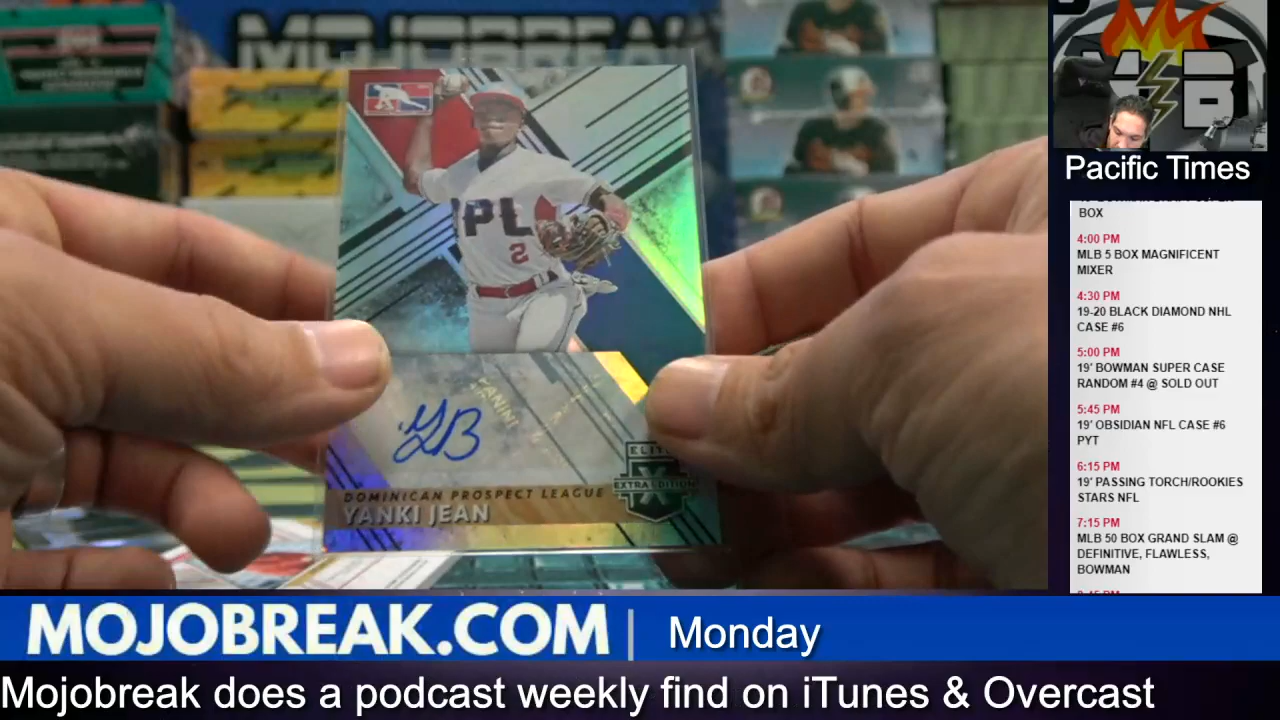 MOJOBREAK
PL
2
ELITE
EXTRA EDITION
X
DOMINICAN PROSPECT LEAGUE
YANKI JEAN
PANINI
B
Pacific Times
BOX
4:00 PM
MLB 5 BOX MAGNIFICENT
MIXER
4:30 PM
19-20 BLACK DIAMOND NHL
CASE #6
5:00 PM
19' BOWMAN SUPER CASE
RANDOM #4 @ SOLD OUT
5:45 PM
19' OBSIDIAN NFL CASE #6
PYT
6:15 PM
19' PASSING TORCH/ROOKIES
STARS NFL
7:15 PM
MLB 50 BOX GRAND SLAM @
DEFINITIVE, FLAWLESS,
BOWMAN
MOJOBREAK.COM | Monday
Mojobreak does a podcast weekly find on iTunes & Overcast